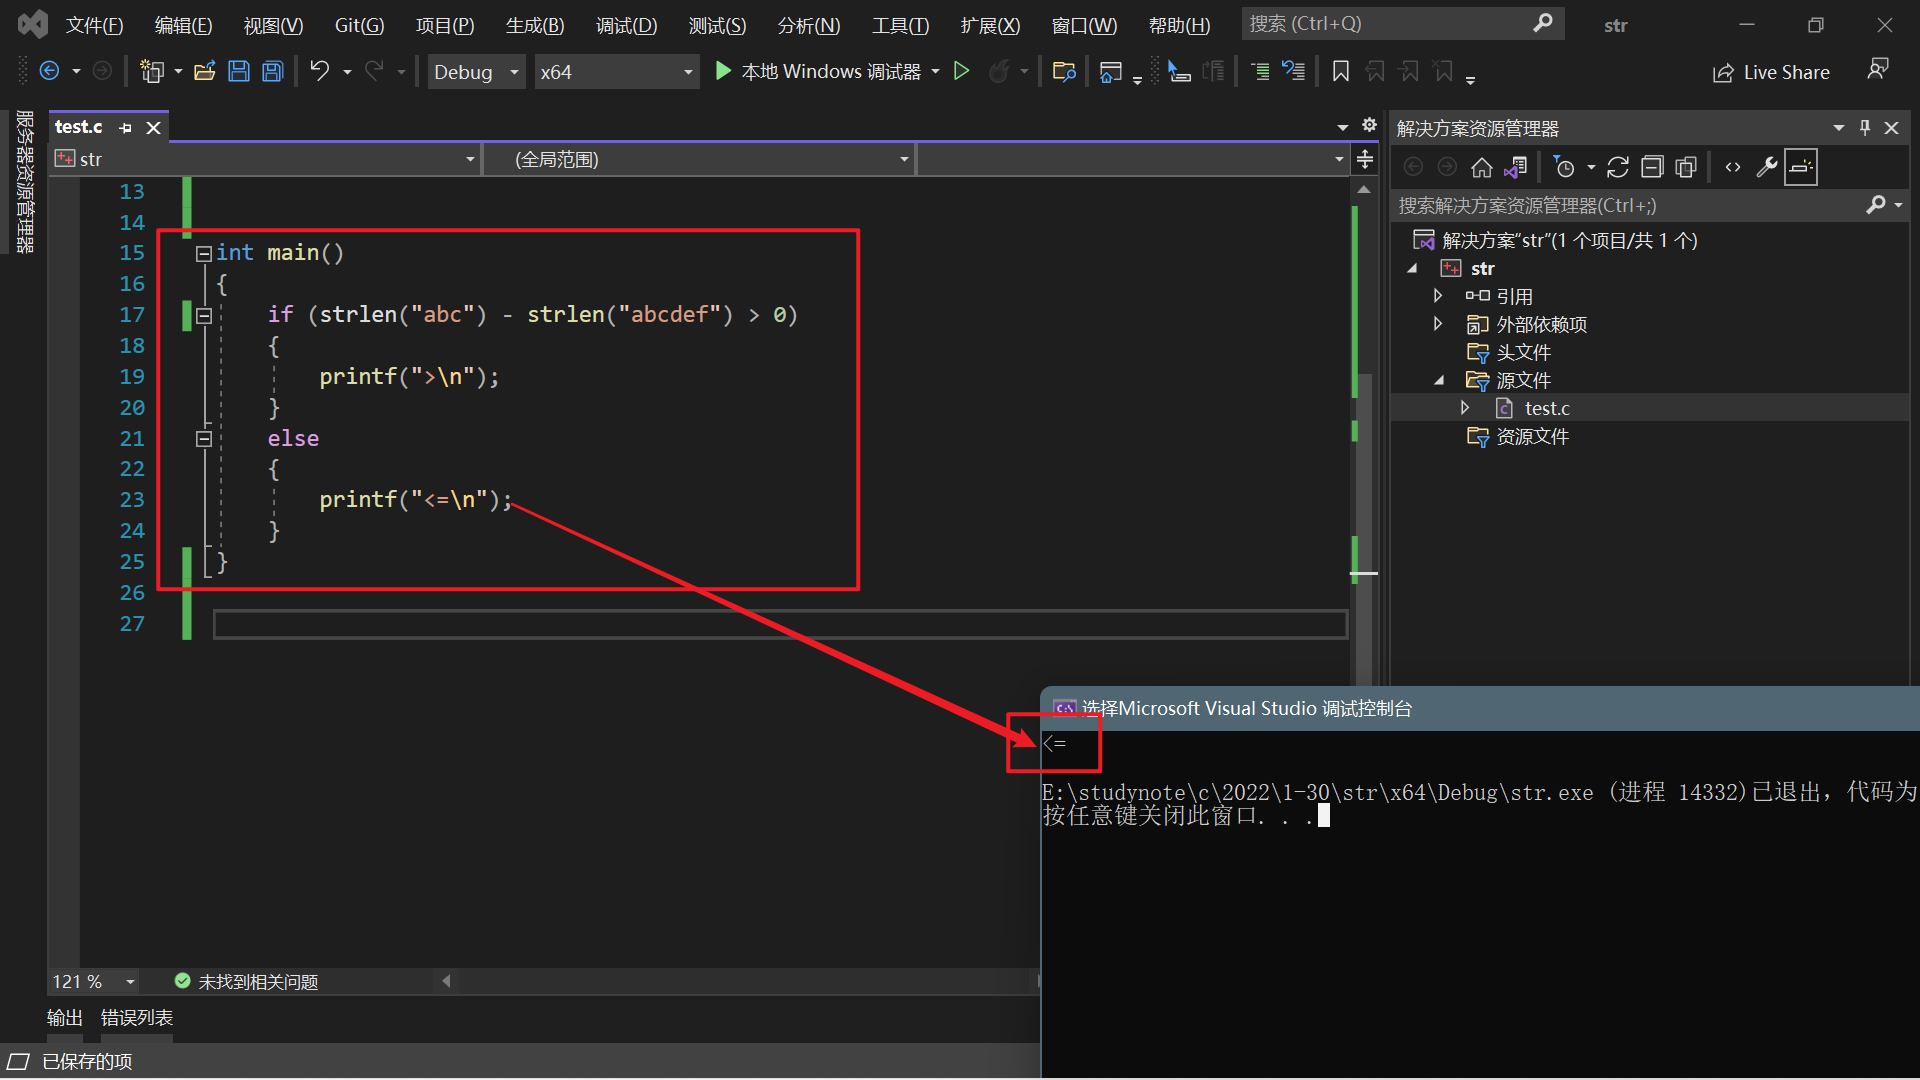 文件(F) 编辑(E) 视图(V) Git(G) 项目(P) 生成(B) 调试(D) 测试(S) 分析(N) 工具(T) 扩展(X) 窗口(W) 帮助(H) 搜索 (Ctrl+Q) str
Debug x64 本地 Windows 调试器 Live Share
服务器资源管理器
test.c
str (全局范围)
13
14
15 int main()
16 {
17 if (strlen("abc") - strlen("abcdef") > 0)
18 {
19 printf(">\n");
20 }
21 else
22 {
23 printf("<=\n");
24 }
25 }
26
27
121 % 未找到相关问题
输出 错误列表
已保存的项
解决方案资源管理器
搜索解决方案资源管理器(Ctrl+;)
解决方案"str"(1 个项目/共 1 个)
str
引用
外部依赖项
头文件
源文件
test.c
资源文件
选择Microsoft Visual Studio 调试控制台
<=
E:\studynote\c\2022\1-30\str\x64\Debug\str.exe (进程 14332)已退出，代码为
按任意键关闭此窗口. . .